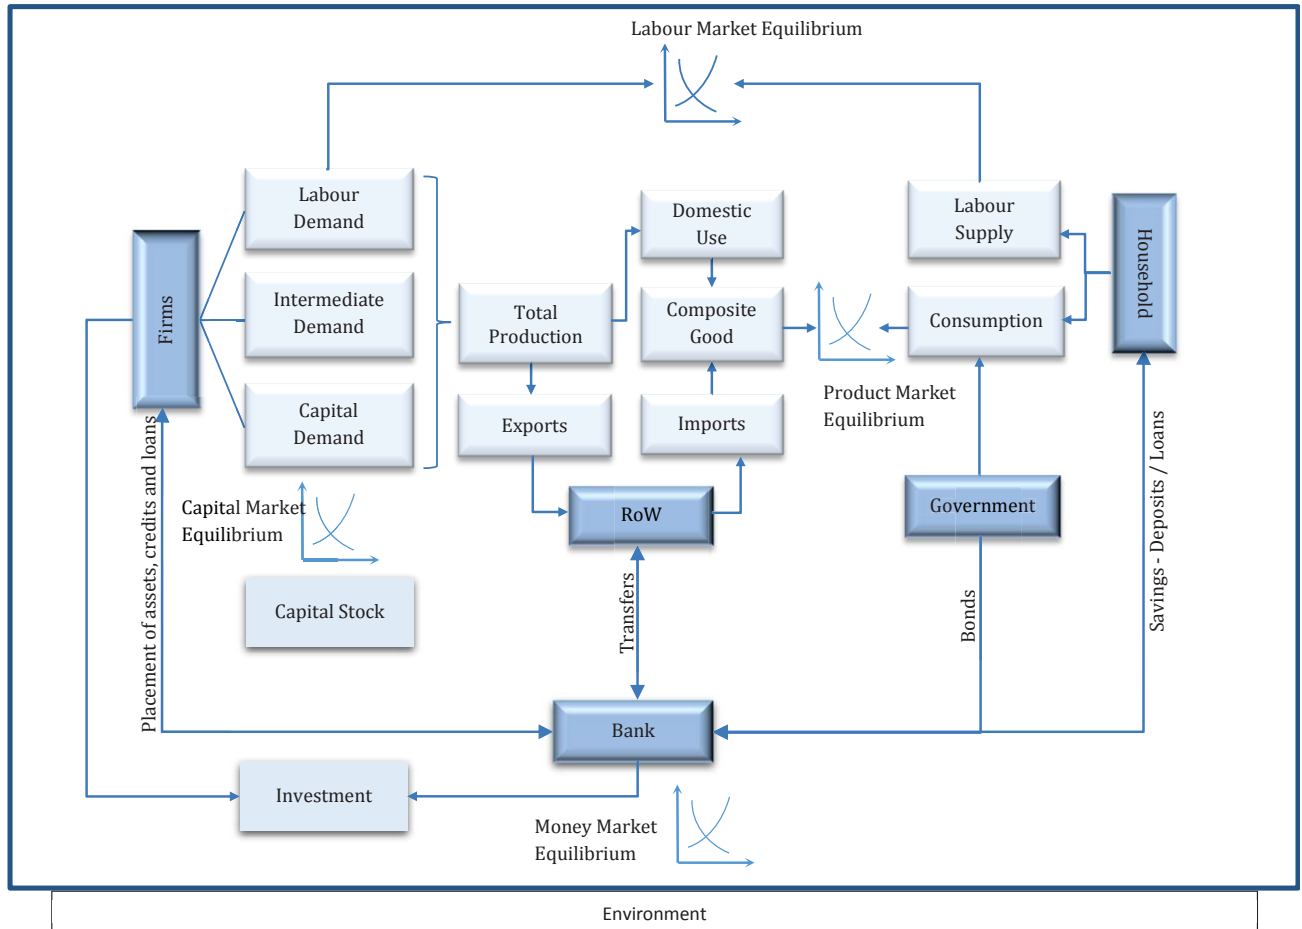 Labour Market Equilibrium
Labour
Demand
Domestic
Use
Labour
Supply
Household
Firms
Intermediate
Demand
Total
Production
Composite
Good
Consumption
Capital
Demand
Exports
Imports
Product Market
Equilibrium
Placement of assets, credits and loans
Capital Market
Equilibrium
RoW
Government
Savings - Deposits / Loans
Capital Stock
Transfers
Bonds
Bank
Investment
Money Market
Equilibrium
Environment